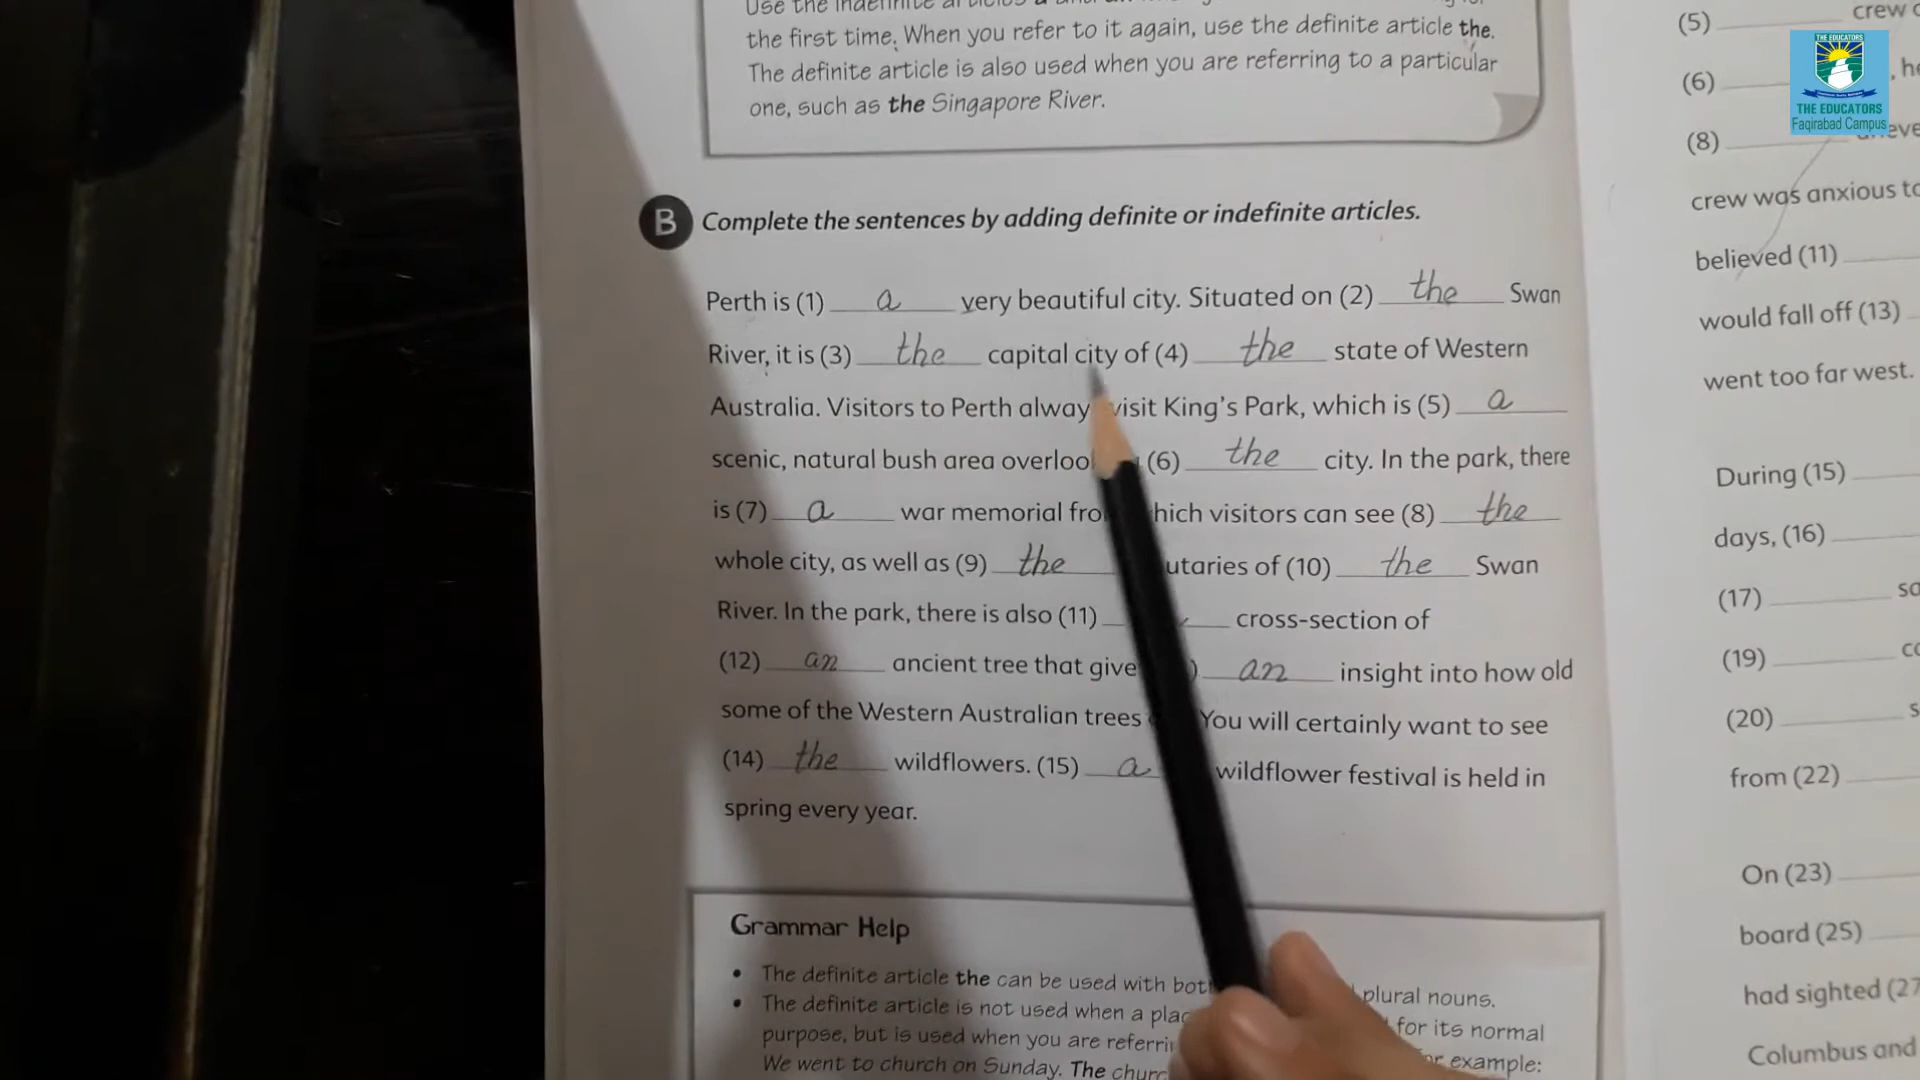 the first time. When you refer to it again, use the definite article the.
The definite article is also used when you are referring to a particular
one, such as the Singapore River.
B Complete the sentences by adding definite or indefinite articles.
Perth is (1) a very beautiful city. Situated on (2) the Swan
River, it is (3) the capital city of (4) the state of Western
Australia. Visitors to Perth alway visit King's Park, which is (5) a
scenic, natural bush area (6) the city. In the park, there
is (7) a war memorial visitors can see (8) the
whole city, as well as (9) the utaries of (10) the Swan
River. In the park, there is also (11) cross-section of
(12) an ancient tree that give an insight into how old
some of the Western Australian trees You will certainly want to see
(14) the wildflowers. (15) a wildflower festival is held in
spring every year.
Grammar Help
• The definite article the can be used with plural nouns.
• The definite article is not used when a for its normal
purpose, but is used when you are example:
We went to church on Sunday. The
(5) crew
(6)
(8)
crew was anxious
believed (11)
would fall off (13)
went too far west.
During (15)
days, (16)
(17)
(19)
(20)
from (22)
On (23)
board (25)
had sighted
Columbus and
THE EDUCATORS
THE EDUCATORS
Faqirabad Campus